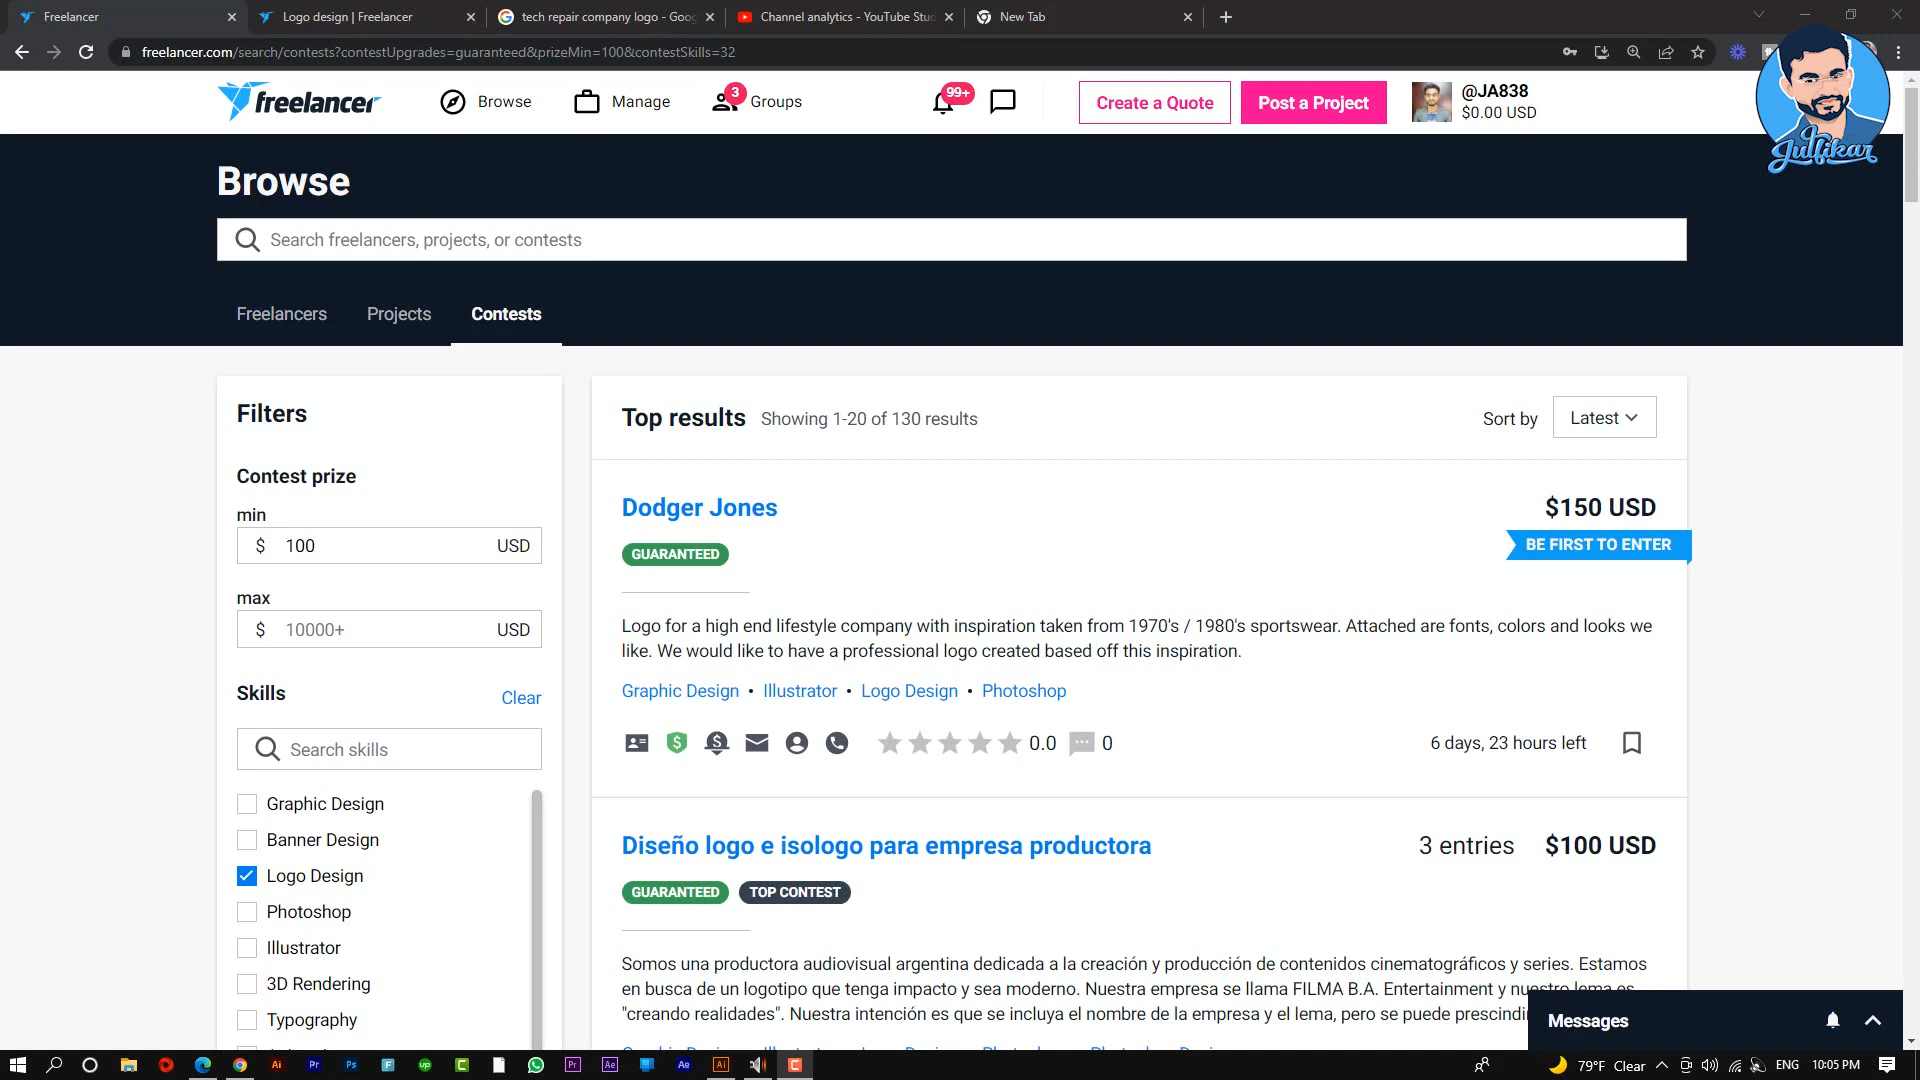 Freelancer
Logo design | Freelancer
tech repair company logo - Goog
Channel analytics - YouTube Stud
New Tab
freelancer.com/search/contests?contestUpgrades=guaranteed&prizeMin=100&contestSkills=32
freelancer
Browse
Manage
3
Groups
99+
Create a Quote
Post a Project
@JA838
$0.00 USD
Julfikar
Browse
Search freelancers, projects, or contests
Freelancers
Projects
Contests
Filters
Contest prize
min
$ 100 USD
max
$ 10000+ USD
Skills
Clear
Search skills
Graphic Design
Banner Design
Logo Design
Photoshop
Illustrator
3D Rendering
Typography
Top results Showing 1-20 of 130 results
Sort by Latest
Dodger Jones
$150 USD
GUARANTEED
BE FIRST TO ENTER
Logo for a high end lifestyle company with inspiration taken from 1970's / 1980's sportswear. Attached are fonts, colors and looks we
like. We would like to have a professional logo created based off this inspiration.
Graphic Design • Illustrator • Logo Design • Photoshop
0.0 0
6 days, 23 hours left
Diseño logo e isologo para empresa productora
3 entries $100 USD
GUARANTEED TOP CONTEST
Somos una productora audiovisual argentina dedicada a la creación y producción de contenidos cinematográficos y series. Estamos
en busca de un logotipo que tenga impacto y sea moderno. Nuestra empresa se llama FILMA B.A. Entertainment y nuestro lema es
"creando realidades". Nuestra intención es que se incluya el nombre de la empresa y el lema, pero se puede prescindir
Messages
79°F Clear
ENG
10:05 PM